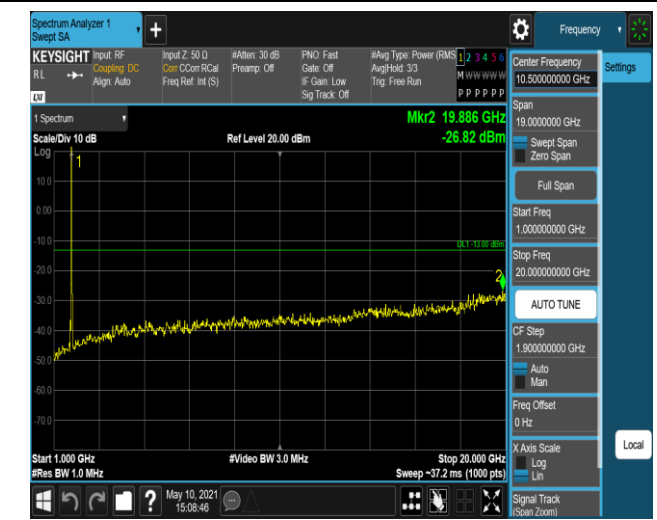 Spectrum Analyzer 1
Swept SA
+
Frequency
KEYSIGHT
RL
LXI
Input: RF
Coupling: DC
Align: Auto
Input Z: 50 Ω
Corr CCorr RCal
Freq Ref: Int (S)
#Atten: 30 dB
Preamp: Off
PNO: Fast
Gate: Off
IF Gain: Low
Sig Track: Off
#Avg Type: Power (RMS
Avg|Hold: 3/3
Trig: Free Run
1 2 3 4 5 6
M W W W W W
P P P P P P
1 Spectrum
Scale/Div 10 dB
Ref Level 20.00 dBm
Mkr2 19.886 GHz
-26.82 dBm
Log
1
10.0
0.00
-10.0
DL1 -13.00 dBm
-20.0
2
-30.0
-40.0
-50.0
-60.0
-70.0
Start 1.000 GHz
#Video BW 3.0 MHz
Stop 20.000 GHz
#Res BW 1.0 MHz
Sweep ~37.2 ms (1000 pts)
Center Frequency
10.500000000 GHz
Settings
Span
19.0000000 GHz
Swept Span
Zero Span
Full Span
Start Freq
1.000000000 GHz
Stop Freq
20.000000000 GHz
AUTO TUNE
CF Step
1.900000000 GHz
Auto
Man
Freq Offset
0 Hz
X Axis Scale
Log
Lin
Local
Signal Track
(Span Zoom)
?
May 10, 2021
15:08:46